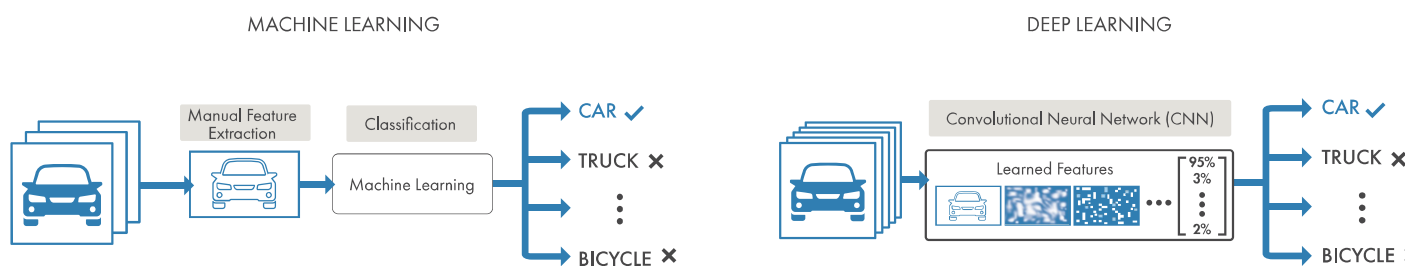 MACHINE LEARNING
Manual Feature
Extraction
Classification
Machine Learning
CAR ✓
TRUCK ✕
BICYCLE ✕
DEEP LEARNING
Convolutional Neural Network (CNN)
Learned Features
95%
3%
2%
CAR ✓
TRUCK ✕
BICYCLE